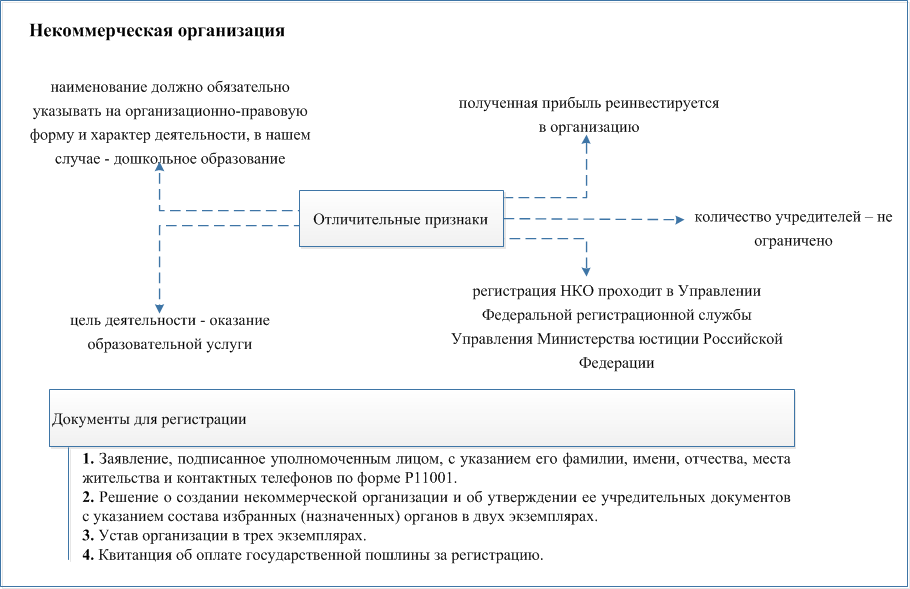 Некоммерческая организация
наименование должно обязательно
указывать на организационно-правовую
форму и характер деятельности, в нашем
случае - дошкольное образование
полученная прибыль реинвестируется
в организацию
Отличительные признаки
количество учредителей – не
ограничено
цель деятельности - оказание
образовательной услуги
регистрация НКО проходит в Управлении
Федеральной регистрационной службы
Управления Министерства юстиции Российской
Федерации
Документы для регистрации
1. Заявление, подписанное уполномоченным лицом, с указанием его фамилии, имени, отчества, места
жительства и контактных телефонов по форме Р11001.
2. Решение о создании некоммерческой организации и об утверждении ее учредительных документов
с указанием состава избранных (назначенных) органов в двух экземплярах.
3. Устав организации в трех экземплярах.
4. Квитанция об оплате государственной пошлины за регистрацию.